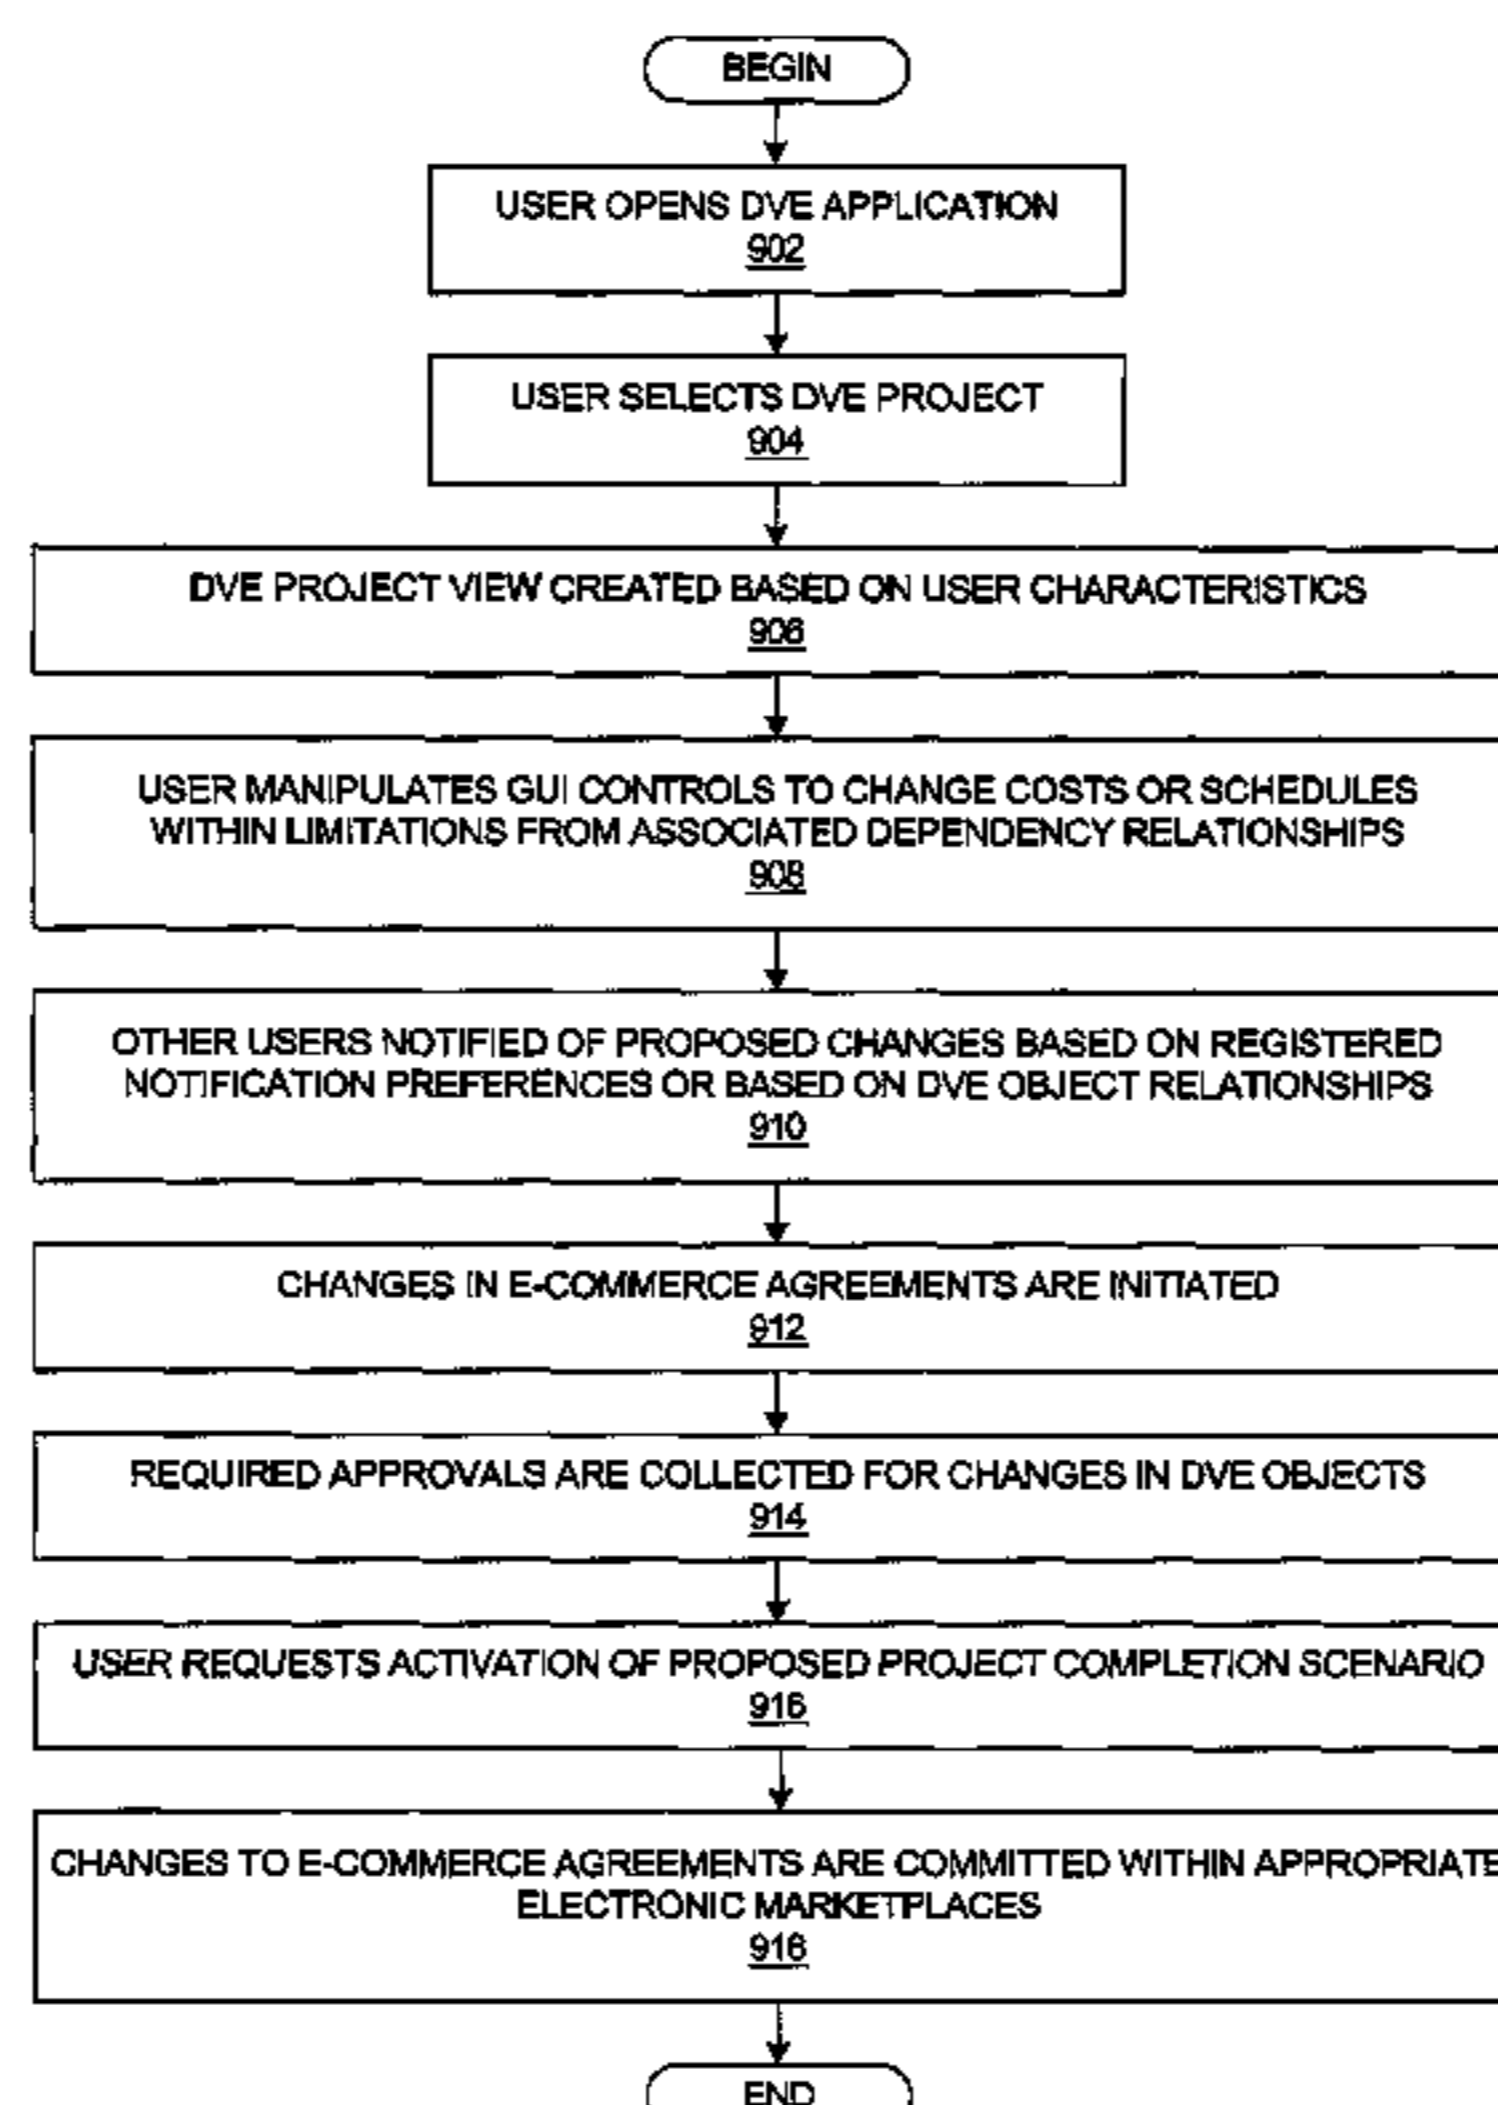 BEGIN
USER OPENS DVE APPLICATION
902
USER SELECTS DVE PROJECT
904
DVE PROJECT VIEW CREATED BASED ON USER CHARACTERISTICS
906
USER MANIPULATES GUI CONTROLS TO CHANGE COSTS OR SCHEDULES
WITHIN LIMITATIONS FROM ASSOCIATED DEPENDENCY RELATIONSHIPS
908
OTHER USERS NOTIFIED OF PROPOSED CHANGES BASED ON REGISTERED
NOTIFICATION PREFERENCES OR BASED ON DVE OBJECT RELATIONSHIPS
910
CHANGES IN E-COMMERCE AGREEMENTS ARE INITIATED
912
REQUIRED APPROVALS ARE COLLECTED FOR CHANGES IN DVE OBJECTS
914
USER REQUESTS ACTIVATION OF PROPOSED PROJECT COMPLETION SCENARIO
916
CHANGES TO E-COMMERCE AGREEMENTS ARE COMMITTED WITHIN APPROPRIATE
ELECTRONIC MARKETPLACES
918
END